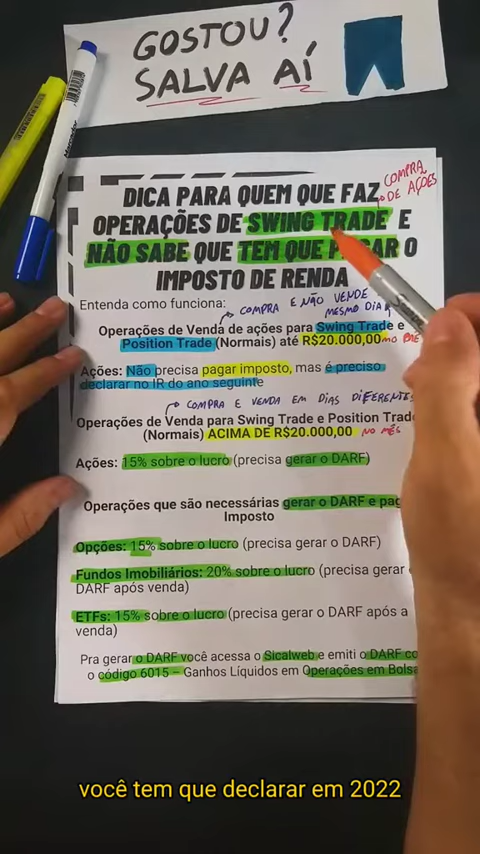 GOSTOU?
SALVA AÍ
DICA PARA QUEM QUE FAZ
COMPRA
DE AÇÕES
OPERAÇÕES DE SWING TRADE E
NÃO SABE QUE TEM QUE PAGAR O
IMPOSTO DE RENDA
Entenda como funciona:
COMPRA E NÃO VENDE
MESMO DIA
Operações de Venda de ações para Swing Trade e
Position Trade (Normais) até R$20.000,00 no
Ações: Não precisa pagar imposto, mas é preciso
declarar no IR do ano seguinte
COMPRA E VENDA EM DIAS DIFERENTES
Operações de Venda para Swing Trade e Position Trad
(Normais) ACIMA DE R$20.000,00 NO MÊS
Ações: 15% sobre o lucro (precisa gerar o DARF)
Operações que são necessárias gerar o DARF e pag
Imposto
Opções: 15% sobre o lucro (precisa gerar o DARF)
Fundos Imobiliários: 20% sobre o lucro (precisa gerar
DARF após venda)
ETFs: 15% sobre o lucro (precisa gerar o DARF após a
venda)
Pra gerar o DARF você acessa o Sicalweb e emiti o DARF co
o código 6015 – Ganhos Líquidos em Operações em Bolsa
você tem que declarar em 2022